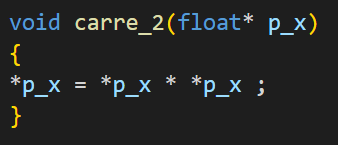 void carre_2(float* p_x)
{
*p_x = *p_x * *p_x ;
}